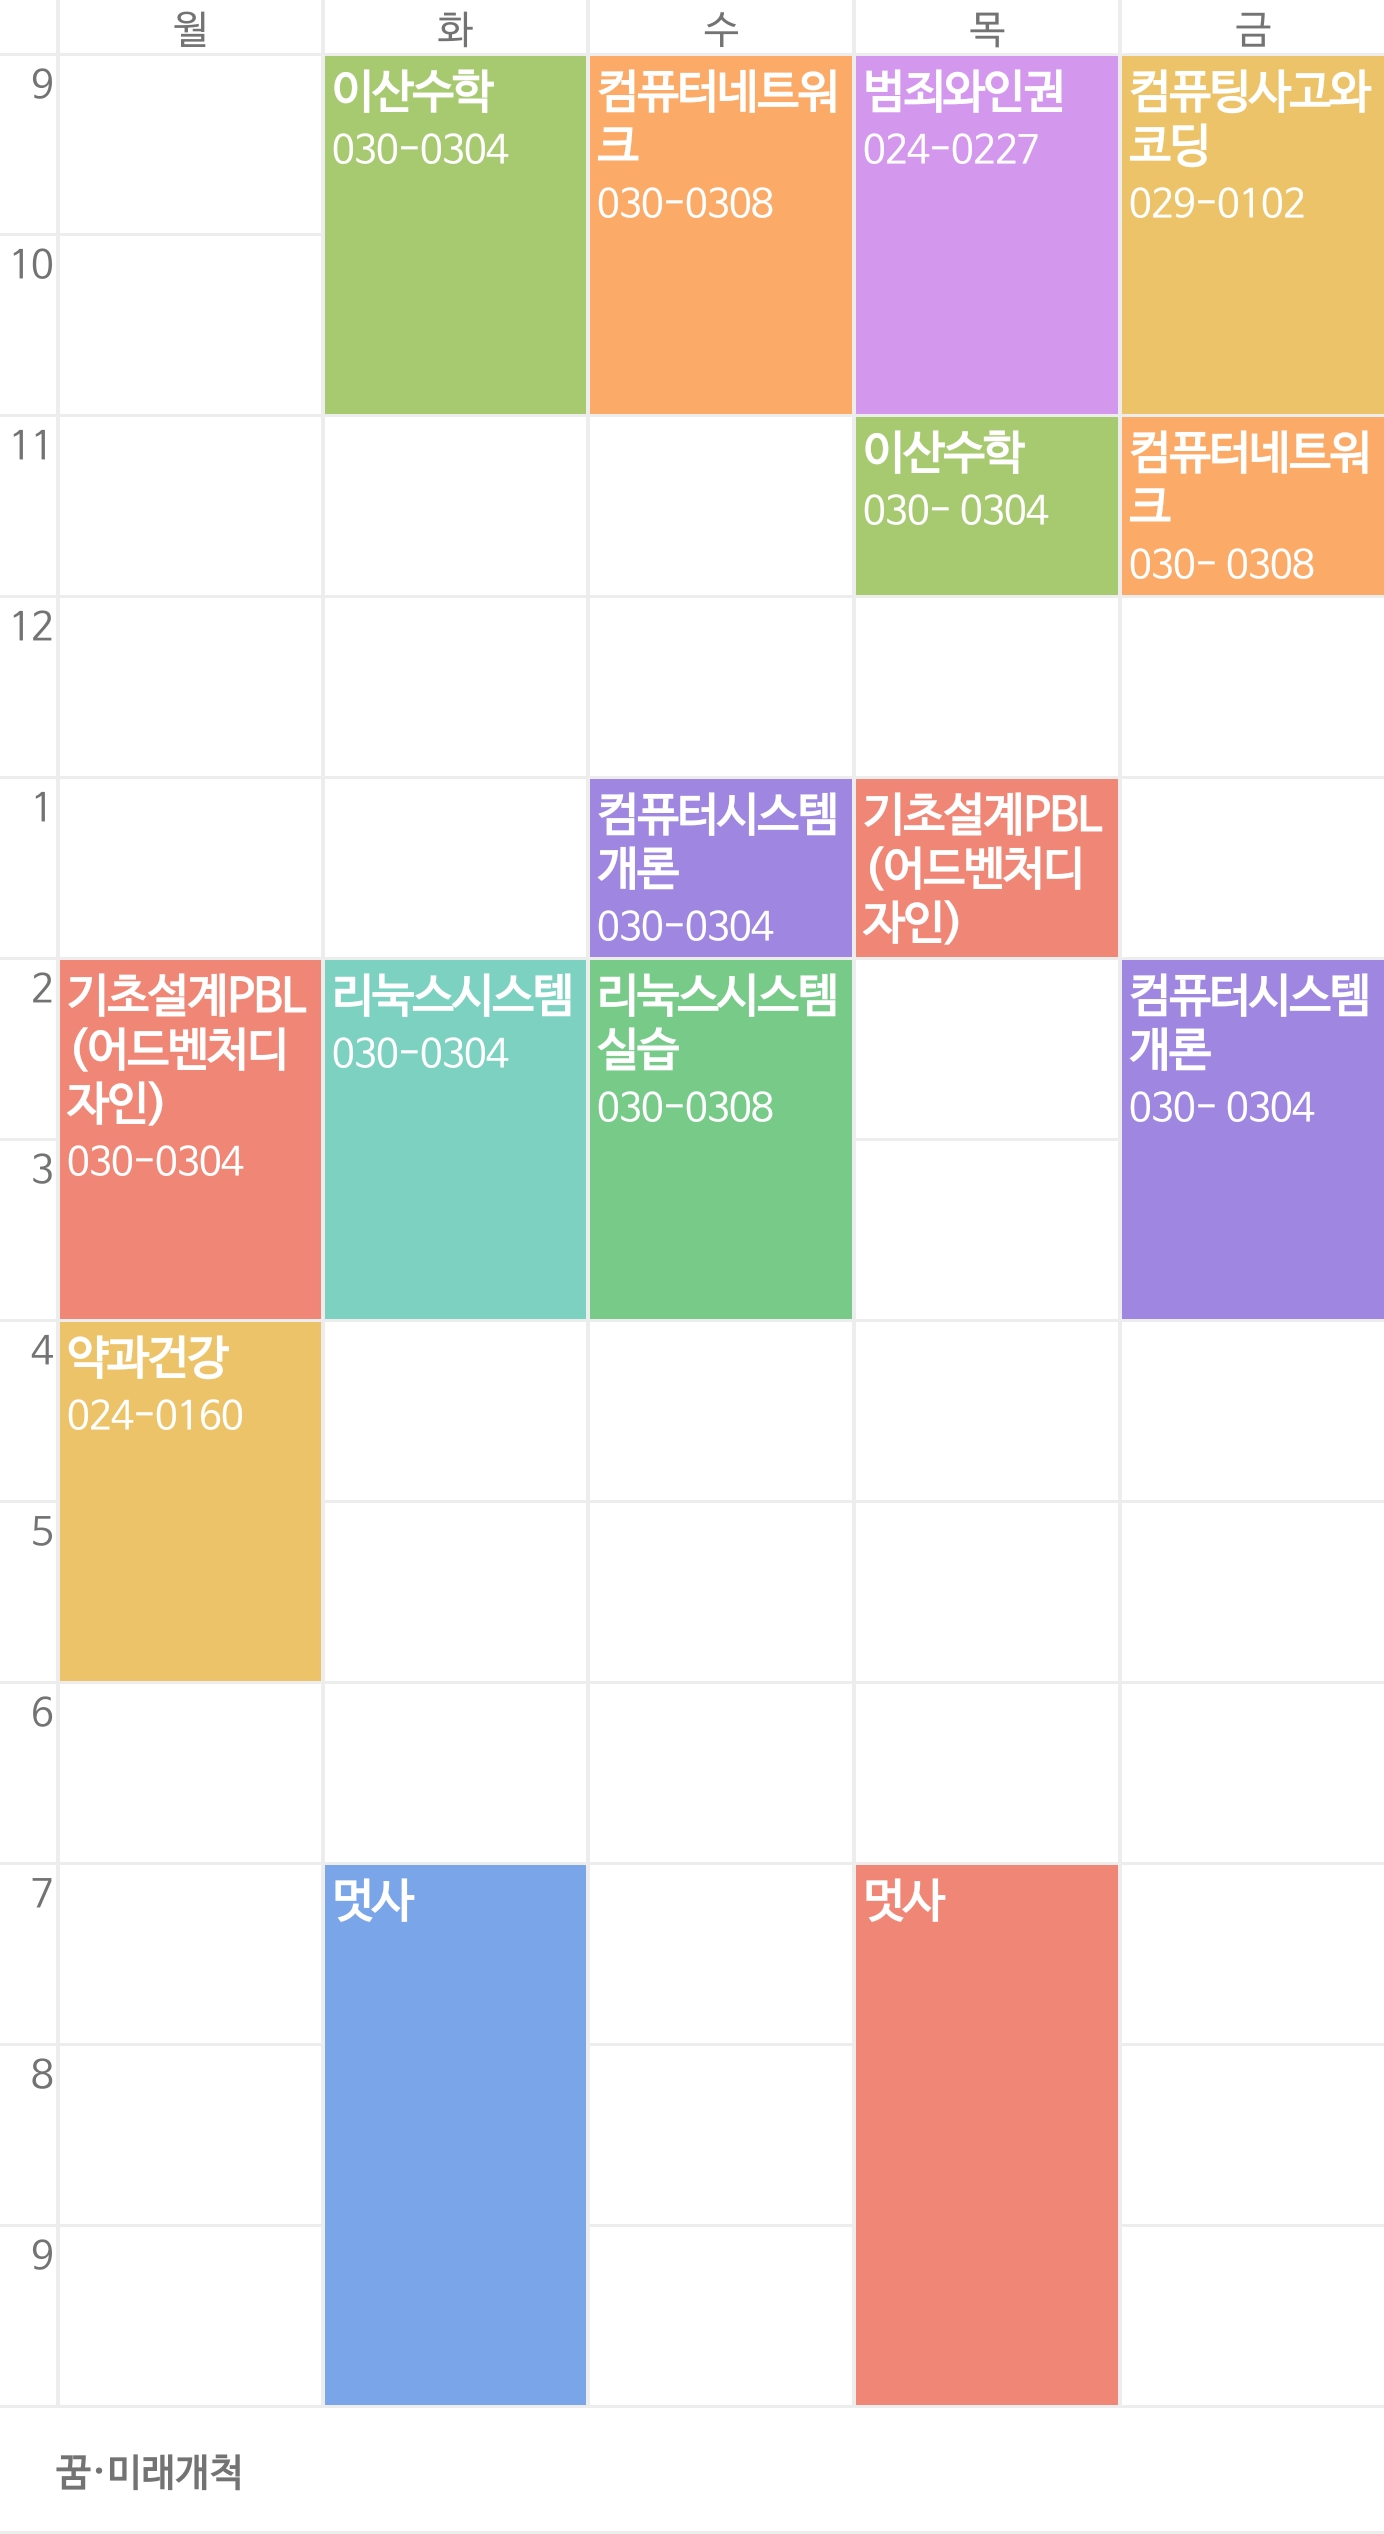 월 화 수 목 금
9
이산수학
030-0304
컴퓨터네트워
크
030-0308
범죄와인권
024-0227
컴퓨팅사고와
코딩
029-0102
10
11
이산수학
030- 0304
컴퓨터네트워
크
030- 0308
12
1
컴퓨터시스템
개론
030-0304
기초설계PBL
(어드벤처디
자인)
2
기초설계PBL
(어드벤처디
자인)
030-0304
리눅스시스템
030-0304
리눅스시스템
실습
030-0308
컴퓨터시스템
개론
030- 0304
3
4
약과건강
024-0160
5
6
7
멋사
멋사
8
9
꿈·미래개척